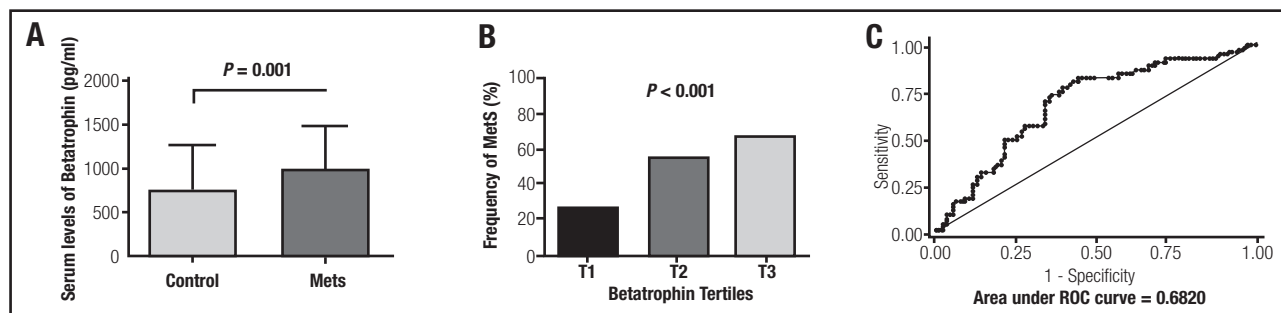 A
Serum levels of Betatrophin (pg/ml)
P = 0.001
2000
1500
1000
500
0
Control Mets
B
Frequency of MetS (%)
P < 0.001
100
80
60
40
20
0
T1 T2 T3
Betatrophin Tertiles
C
Sensitivity
1.00
0.75
0.50
0.25
0.00
0.00 0.25 0.50 0.75 1.00
1 - Specificity
Area under ROC curve = 0.6820